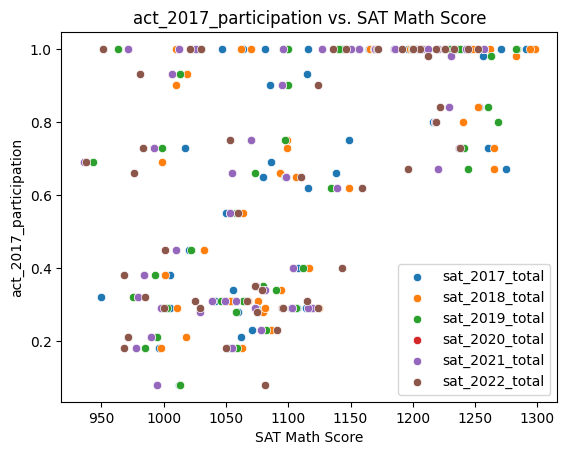 act_2017_participation vs. SAT Math Score
act_2017_participation
1.0
0.8
0.6
0.4
0.2
950
1000
1050
1100
1150
1200
1250
1300
SAT Math Score
sat_2017_total
sat_2018_total
sat_2019_total
sat_2020_total
sat_2021_total
sat_2022_total